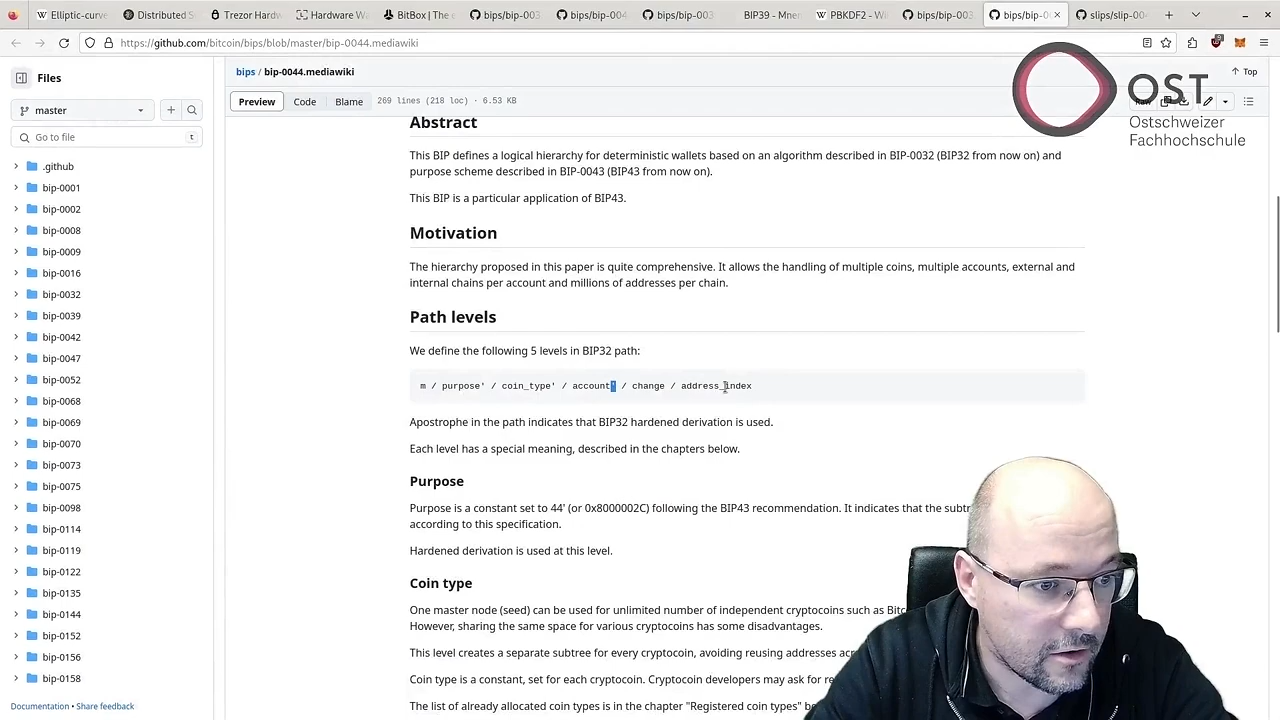 Elliptic-curve
Distributed S
Trezor Hardw
Hardware Wa
BitBox | The
bips/bip-003
bips/bip-004
bips/bip-003
BIP39 - Mne
PBKDF2 - Wi
bips/bip-003
bips/bip-0
slips/slip-004
https://github.com/bitcoin/bips/blob/master/bip-0044.mediawiki
9
Files
bips / bip-0044.mediawiki
Top
master
Preview
Code
Blame
269 lines (218 loc) · 6.53 KB
Raw
OST
Ostschweizer
Fachhochschule
Go to file
t
.github
bip-0001
bip-0002
bip-0008
bip-0009
bip-0016
bip-0032
bip-0039
bip-0042
bip-0047
bip-0052
bip-0068
bip-0069
bip-0070
bip-0073
bip-0075
bip-0098
bip-0114
bip-0119
bip-0122
bip-0135
bip-0144
bip-0152
bip-0156
bip-0158
Documentation • Share feedback
Abstract
This BIP defines a logical hierarchy for deterministic wallets based on an algorithm described in BIP-0032 (BIP32 from now on) and
purpose scheme described in BIP-0043 (BIP43 from now on).
This BIP is a particular application of BIP43.
Motivation
The hierarchy proposed in this paper is quite comprehensive. It allows the handling of multiple coins, multiple accounts, external and
internal chains per account and millions of addresses per chain.
Path levels
We define the following 5 levels in BIP32 path:
m / purpose' / coin_type' / account' / change / address_index
Apostrophe in the path indicates that BIP32 hardened derivation is used.
Each level has a special meaning, described in the chapters below.
Purpose
Purpose is a constant set to 44' (or 0x8000002C) following the BIP43 recommendation. It indicates that the subtr
according to this specification.
Hardened derivation is used at this level.
Coin type
One master node (seed) can be used for unlimited number of independent cryptocoins such as Bitc
However, sharing the same space for various cryptocoins has some disadvantages.
This level creates a separate subtree for every cryptocoin, avoiding reusing addresses acr
Coin type is a constant, set for each cryptocoin. Cryptocoin developers may ask for re
The list of already allocated coin types is in the chapter "Registered coin types" be